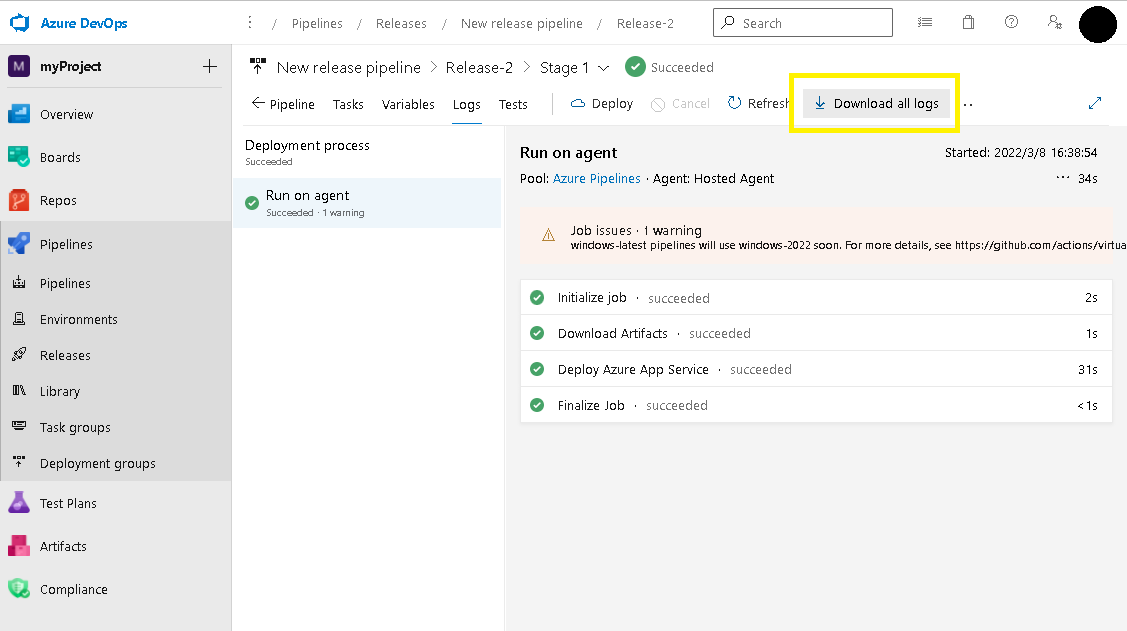 Azure DevOps
/ Pipelines / Releases / New release pipeline / Release-2
Search
M myProject
Overview
Boards
Repos
Pipelines
Pipelines
Environments
Releases
Library
Task groups
Deployment groups
Test Plans
Artifacts
Compliance
New release pipeline > Release-2 > Stage 1 Succeeded
Pipeline Tasks Variables Logs Tests Deploy Cancel Refresh Download all logs
Deployment process
Succeeded
Run on agent
Succeeded · 1 warning
Run on agent
Started: 2022/3/8 16:38:54
Pool: Azure Pipelines · Agent: Hosted Agent
··· 34s
Job issues · 1 warning
windows-latest pipelines will use windows-2022 soon. For more details, see https://github.com/actions/virtua
Initialize job · succeeded 2s
Download Artifacts · succeeded 1s
Deploy Azure App Service · succeeded 31s
Finalize Job · succeeded <1s